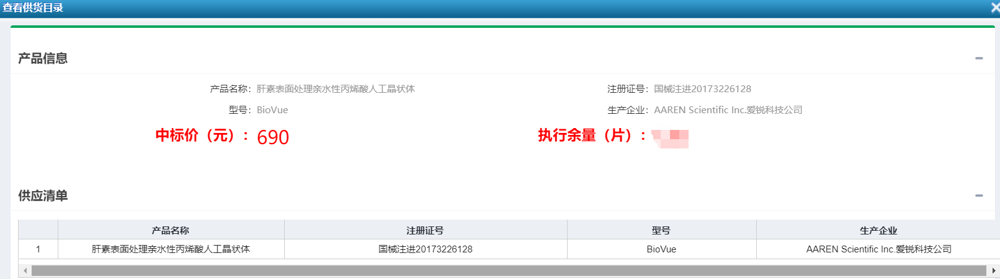 查看供货目录
产品信息
产品名称： 肝素表面处理亲水性丙烯酸人工晶状体 注册证号： 国械注进20173226128
型号： BioVue 生产企业： AAREN Scientific Inc.爱锐科技公司
中标价（元）： 690 执行余量（片）：
供应清单
产品名称 注册证号 型号 生产企业
1 肝素表面处理亲水性丙烯酸人工晶状体 国械注进20173226128 BioVue AAREN Scientific Inc.爱锐科技公司